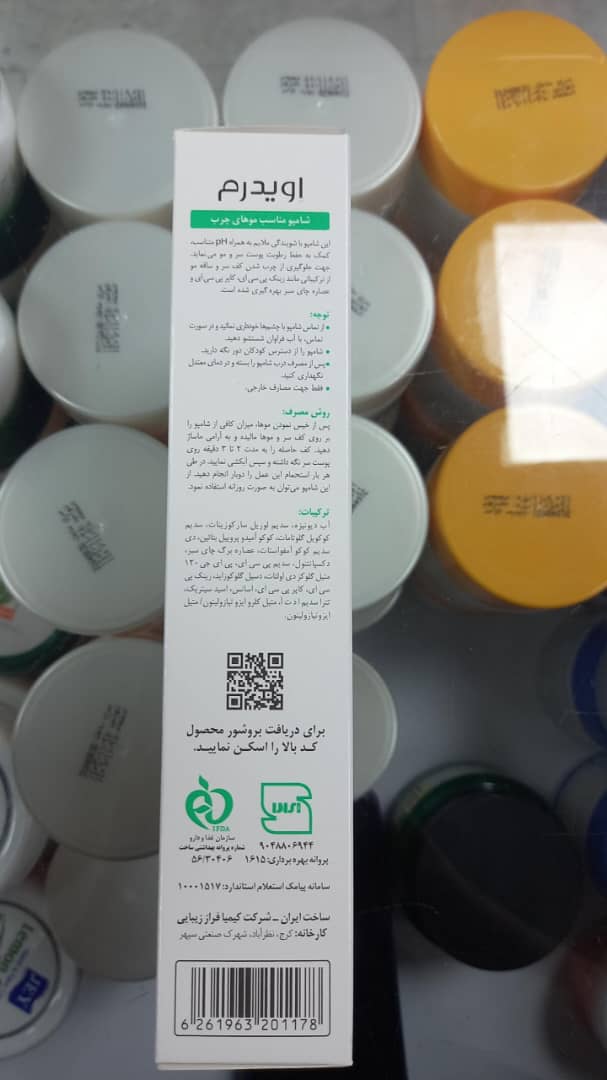 اویدرم
شامپو مناسب موهای چرب
این شامپو با شویندگی ملایم به همراه pH متناسب،
کمک به حفظ رطوبت پوست سر و مو می‌نماید.
جهت جلوگیری از چرب شدن کف سر و ساقه مو
از ترکیباتی مانند زینک پی سی ای، کاپر پی سی ای و
عصاره چای سبز بهره گیری شده است.
توجه:
• از تماس شامپو با چشم‌ها خودداری نمائید و در صورت
تماس، با آب فراوان شستشو دهید.
• شامپو را از دسترس کودکان دور نگه دارید.
• پس از مصرف درب شامپو را بسته و در دمای معتدل
نگهداری کنید.
• فقط جهت مصارف خارجی.
روش مصرف:
پس از خیس نمودن موها، میزان کافی از شامپو را
بر روی کف سر و موها مالیده و به آرامی ماساژ
دهید. کف حاصله را به مدت ۲ تا ۳ دقیقه روی
پوست سر نگه داشته و سپس آبکشی نمایید. در طی
هر بار استحمام این عمل را دوبار انجام دهید. از
این شامپو می‌توان به صورت روزانه استفاده نمود.
ترکیبات:
آب دیونیزه، سدیم لوریل سارکوزینات، سدیم
کوکویل گلوتامات، کوکو آمیدو پروپیل بتائین، دی
سدیم کوکو آمفواستات، عصاره برگ چای سبز،
دکسپانتنول، سدیم پی سی ای، پی ای جی ۱۲۰
متیل گلوکز دی اولئات، دسیل گلوکوزاید، زینک پی
سی ای، کاپر پی سی ای، اسانس، اسید سیتریک،
تترا سدیم ا د ت آ، متیل کلرو ایزو تیازولینون/ متیل
ایزوتیازولینون.
برای دریافت بروشور محصول
کد بالا را اسکن نمایید.
IFDA
سازمان غذا و دارو
شماره پروانه بهداشتی ساخت
۵۶/۳۰۴۰۶
۹۰۴۸۸۰۶۹۴۴
پروانه بهره برداری: ۱۶۱۵
سامانه پیامک استعلام استاندارد: ۱۰۰۰۱۵۱۷
ساخت ایران – شرکت کیمیا فراز زیبایی
کارخانه: کرج، نظرآباد، شهرک صنعتی سپهر
6 261963 201178
Lemon